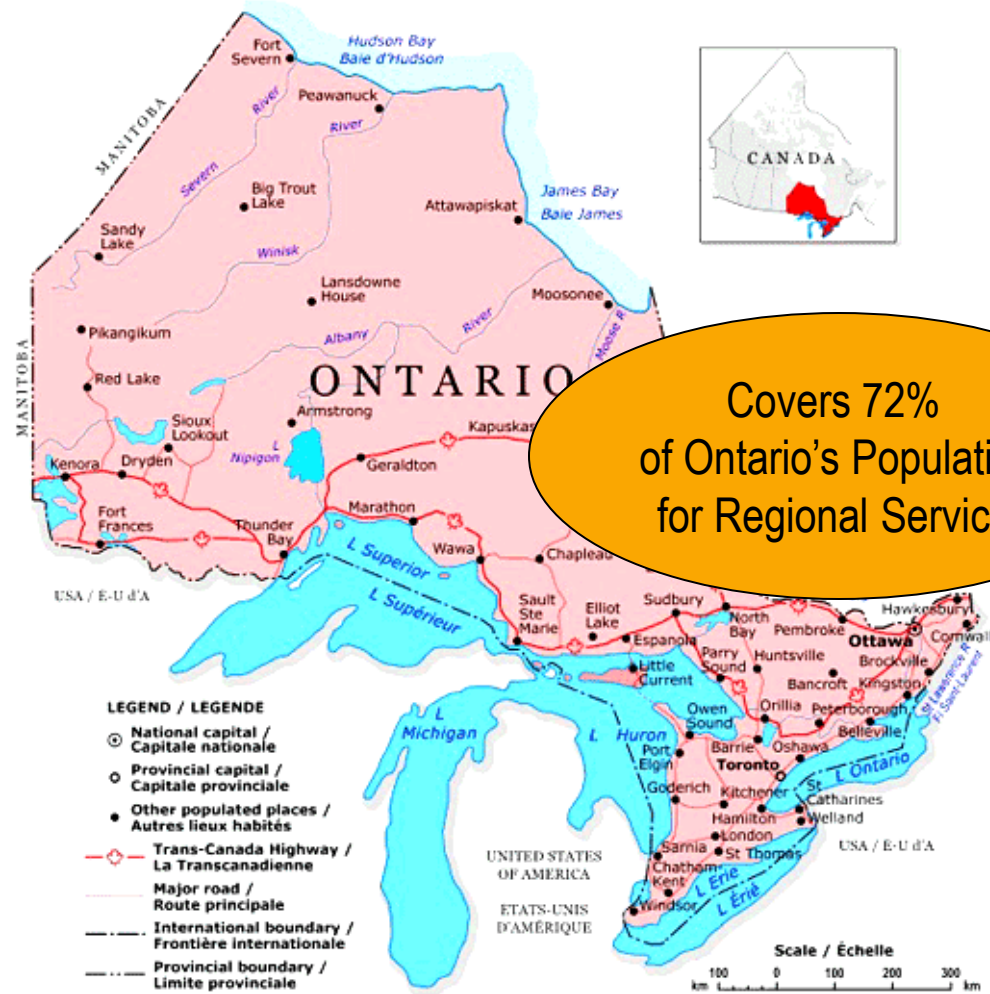 Fort
Severn
Hudson Bay
Baie d'Hudson
Peawanuck
River
River
MANITOBA
Severn
Big Trout
Lake
CANADA
James Bay
Baie James
Attawapiskat
Sandy
Lake
Winisk
Lansdowne
House
Moosonee
Pikangikum
Albany
River
Moose R
MANITOBA
Red Lake
ONTARIO
Armstrong
Sioux
Lookout
Kapuskas
L
Nipigon
Geraldton
Kenora
Dryden
Covers 72%
of Ontario's Populati
for Regional Servic
Marathon
Fort
Frances
Thunder
Bay
Wawa
Chapleau
L Superior
L Supérieur
USA / E-U d'A
Sault
Ste
Marie
Elliot
Lake
Sudbury
North
Bay
Pembroke
Hawkesbury
Ottawa
Cornwall
Espanola
Parry
Sound
Huntsville
Brockville
Little
Current
Bancroft
Kingston
St Lawrence R
Fl Saint-Laurent
Owen
Sound
Orillia
Peterborough
Belleville
L
Michigan
L Huron
Barrie
Oshawa
Port
Elgin
Toronto
L Ontario
Goderich
Kitchener
St
Catharines
Hamilton
Welland
London
Sarnia
St Thomas
USA / E-U d'A
UNITED STATES
OF AMERICA
Chatham-
Kent
L Erie
L Érié
ETATS-UNIS
D'AMÉRIQUE
Windsor
LEGEND / LEGENDE
National capital /
Capitale nationale
Provincial capital /
Capitale provinciale
Other populated places /
Autres lieux habités
Trans-Canada Highway /
La Transcanadienne
Major road /
Route principale
International boundary /
Frontière internationale
Provincial boundary /
Limite provinciale
Scale / Échelle
100 0 100 200 300
km km